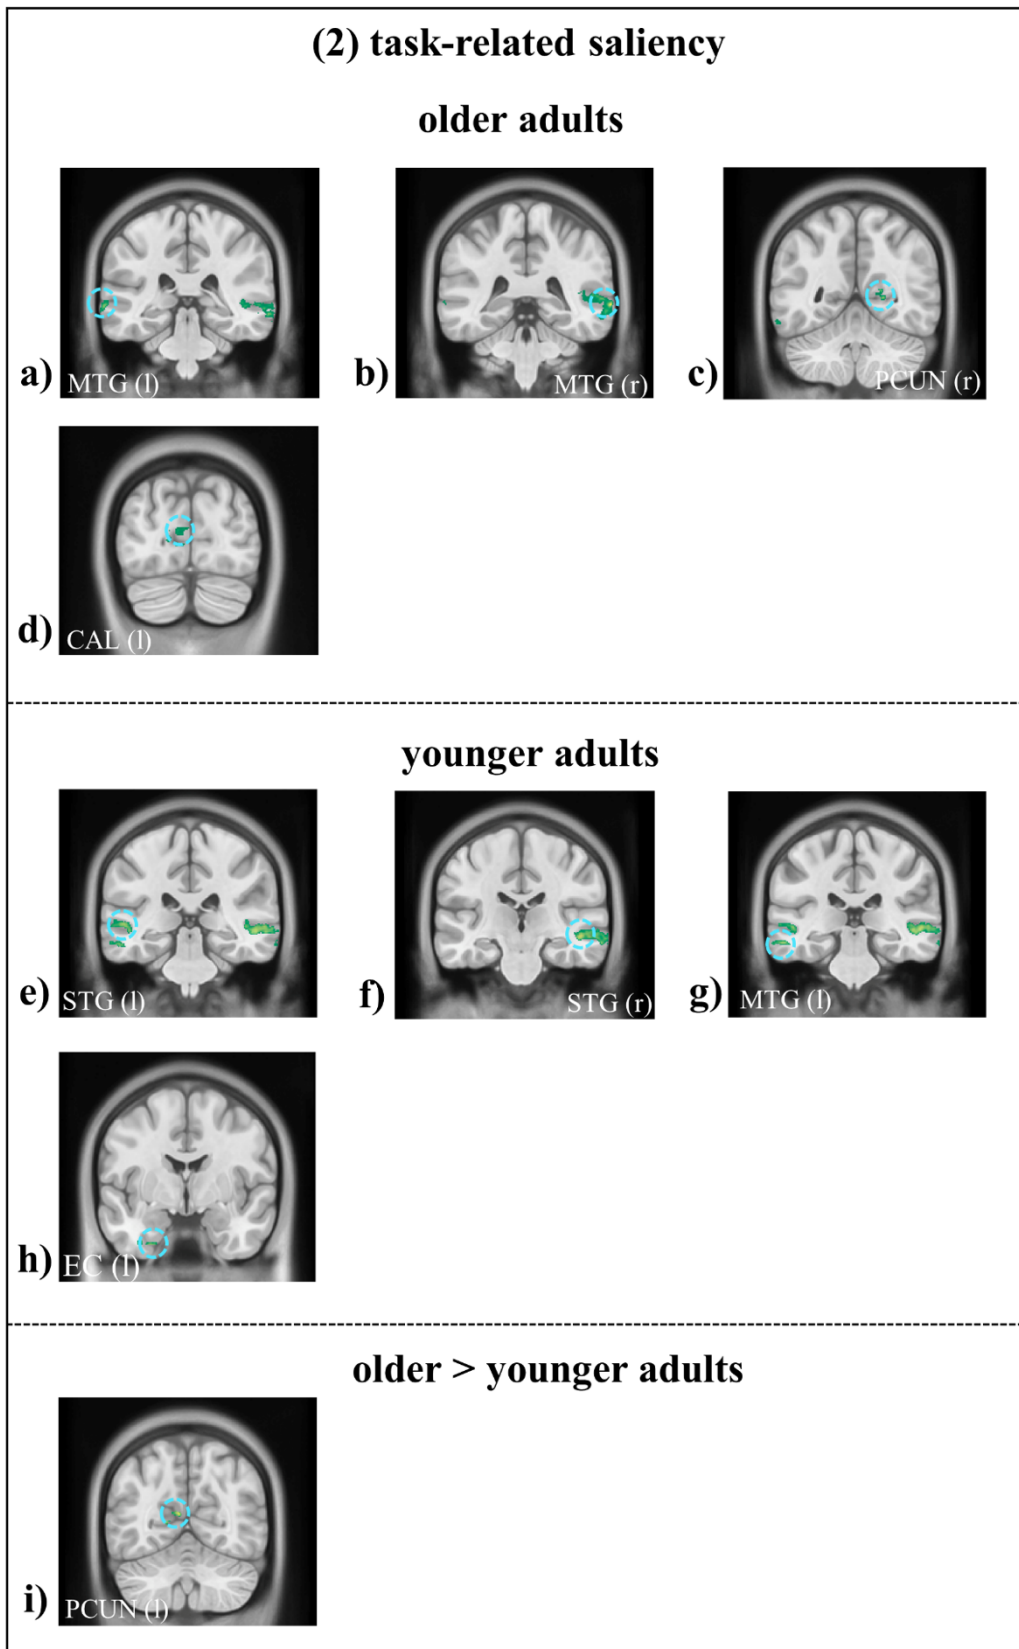 (2) task-related saliency
older adults
a) MTG (l)
b) MTG (r)
c) PCUN (r)
d) CAL (l)
younger adults
e) STG (l)
f) STG (r)
g) MTG (l)
h) EC (l)
older > younger adults
i) PCUN (l)